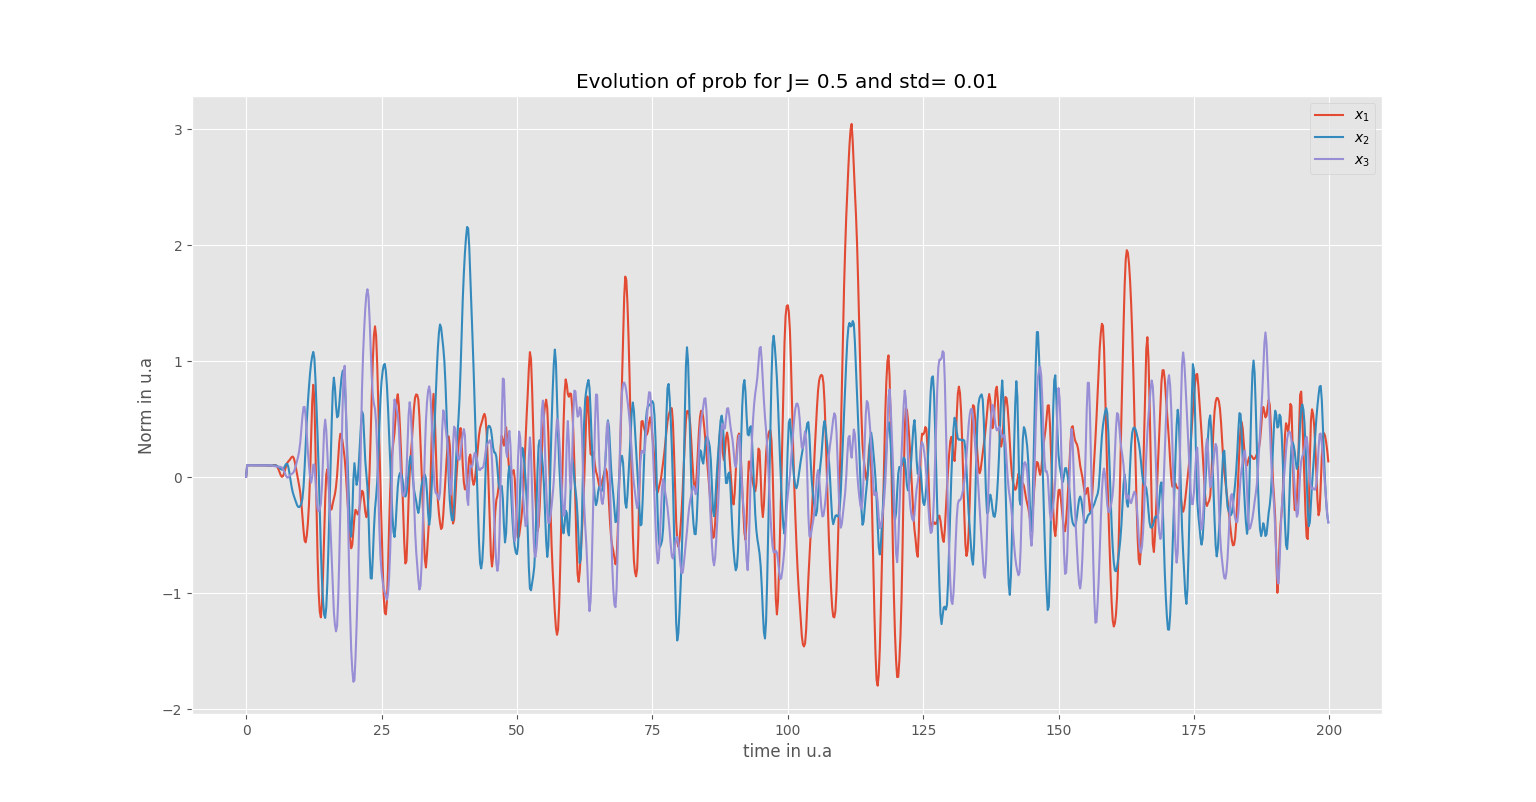 Evolution of prob for J= 0.5 and std= 0.01
x₁
x₂
x₃
Norm in u.a
3
2
1
0
−1
−2
0 25 50 75 100 125 150 175 200
time in u.a